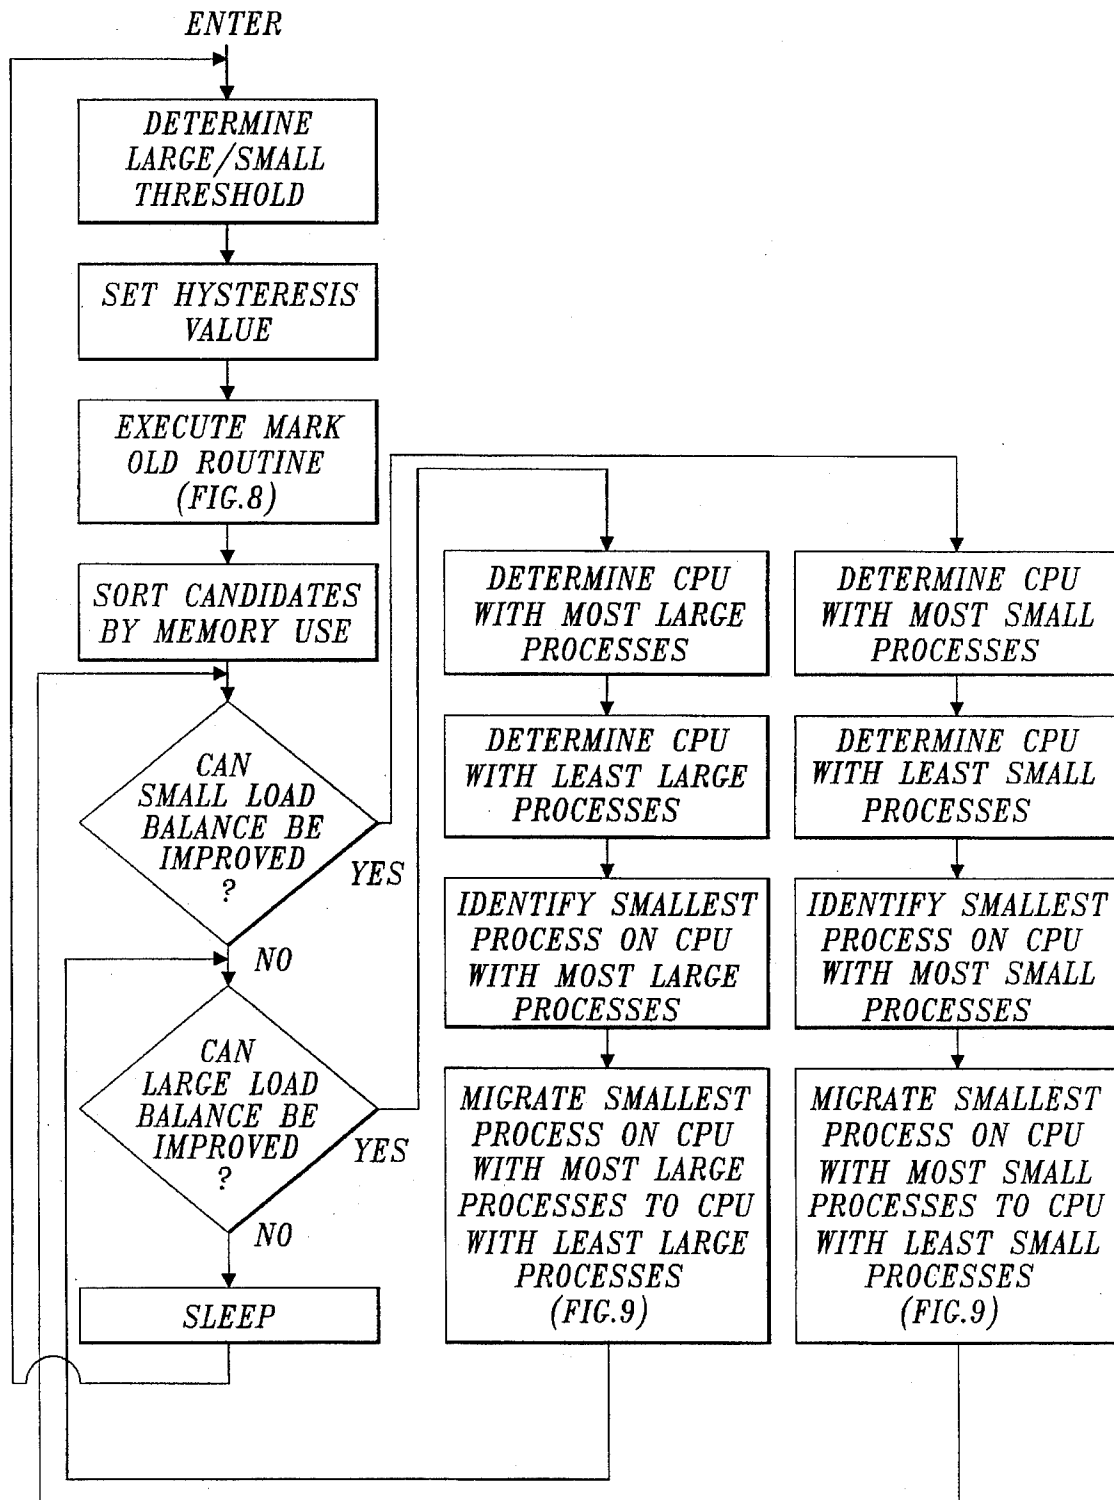 ENTER
DETERMINE
LARGE/SMALL
THRESHOLD
SET HYSTERESIS
VALUE
EXECUTE MARK
OLD ROUTINE
(FIG.8)
SORT CANDIDATES
BY MEMORY USE
CAN
SMALL LOAD
BALANCE BE
IMPROVED
?
YES
NO
CAN
LARGE LOAD
BALANCE BE
IMPROVED
?
YES
NO
SLEEP
DETERMINE CPU
WITH MOST LARGE
PROCESSES
DETERMINE CPU
WITH LEAST LARGE
PROCESSES
IDENTIFY SMALLEST
PROCESS ON CPU
WITH MOST LARGE
PROCESSES
MIGRATE SMALLEST
PROCESS ON CPU
WITH MOST LARGE
PROCESSES TO CPU
WITH LEAST LARGE
PROCESSES
(FIG.9)
DETERMINE CPU
WITH MOST SMALL
PROCESSES
DETERMINE CPU
WITH LEAST SMALL
PROCESSES
IDENTIFY SMALLEST
PROCESS ON CPU
WITH MOST SMALL
PROCESSES
MIGRATE SMALLEST
PROCESS ON CPU
WITH MOST SMALL
PROCESSES TO CPU
WITH LEAST SMALL
PROCESSES
(FIG.9)